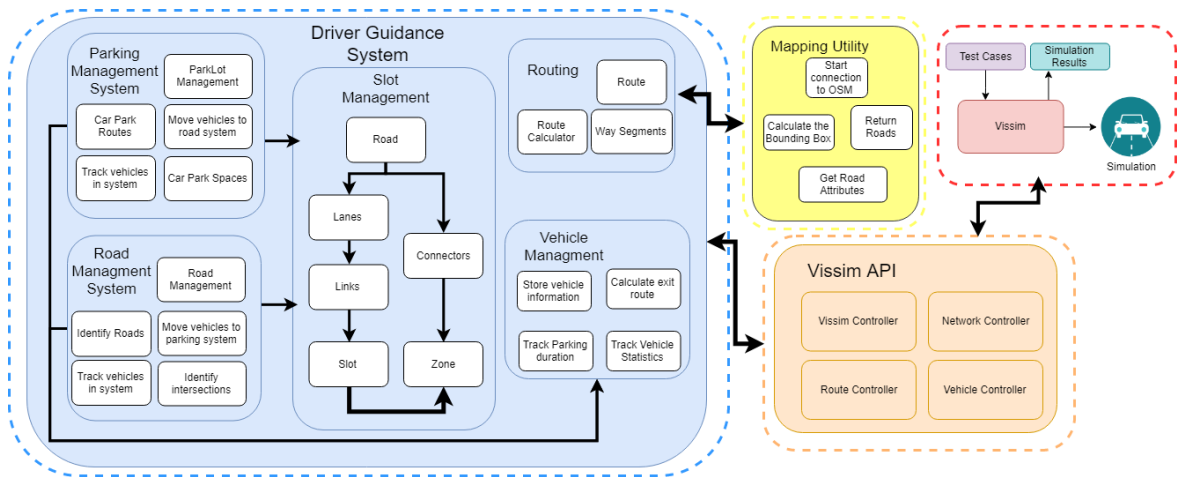 Driver Guidance
System
Parking
Management
System
ParkLot
Management
Car Park
Routes
Move vehicles to
road system
Track vehicles
in system
Car Park Spaces
Road
Managment
System
Road
Management
Identify Roads
Move vehicles to
parking system
Track vehicles
in system
Identify
intersections
Slot
Management
Road
Lanes
Connectors
Links
Slot
Zone
Routing
Route
Route
Calculator
Way Segments
Vehicle
Managment
Store vehicle
information
Calculate exit
route
Track Parking
duration
Track Vehicle
Statistics
Mapping Utility
Start
connection
to OSM
Calculate the
Bounding Box
Return
Roads
Get Road
Attributes
Test Cases
Simulation
Results
Vissim
Simulation
Vissim API
Vissim Controller
Network Controller
Route Controller
Vehicle Controller